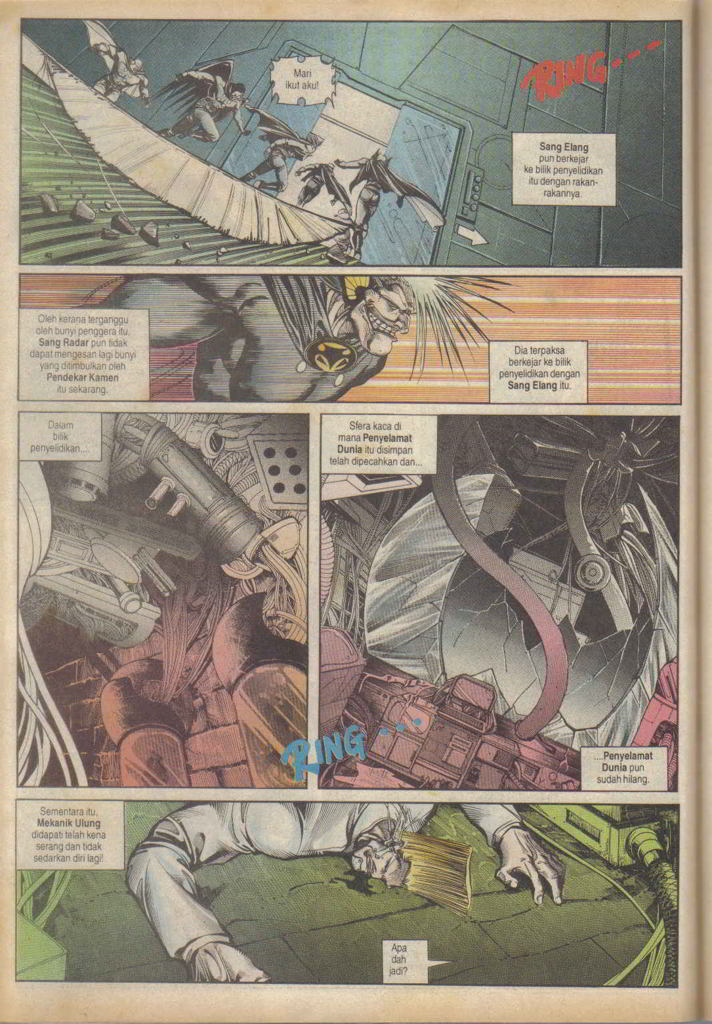 Mari
ikut aku!
RING
Sang Elang
pun berkejar
ke bilik penyelidikan
itu dengan rakan-
rakannya.
Oleh kerana terganggu
oleh bunyi penggera itu,
Sang Radar pun tidak
dapat mengesan lagi bunyi
yang ditimbulkan oleh
Pendekar Kamen
itu sekarang.
Dia terpaksa
berkejar ke bilik
penyelidikan dengan
Sang Elang itu.
Dalam
bilik
penyelidikan....
Sfera kaca di
mana Penyelamat
Dunia itu disimpan
telah dipecahkan dan...
RING
....Penyelamat
Dunia pun
sudah hilang.
Sementara itu,
Mekanik Ulung
didapati telah kena
serang dan tidak
sedarkan diri lagi!
Apa
dah
jadi?